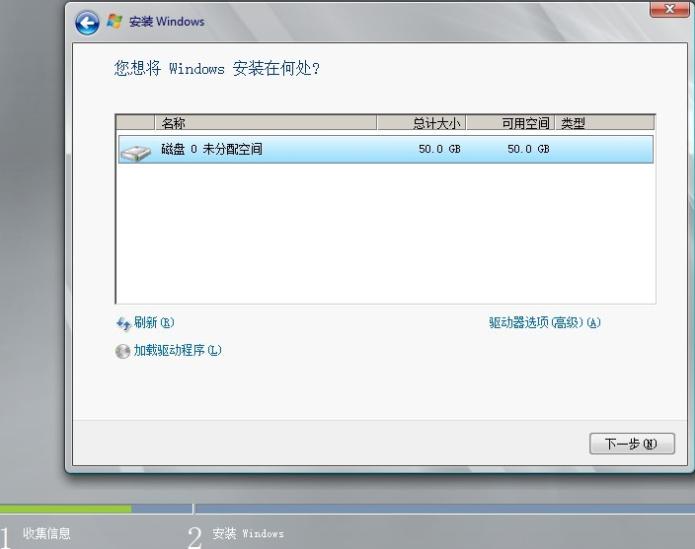 安装 Windows
您想将 Windows 安装在何处?
名称 总计大小 可用空间 类型
磁盘 0 未分配空间 50.0 GB 50.0 GB
刷新(R) 驱动器选项(高级)(A)
加载驱动程序(L)
下一步(N)
1 收集信息 2 安装 Windows